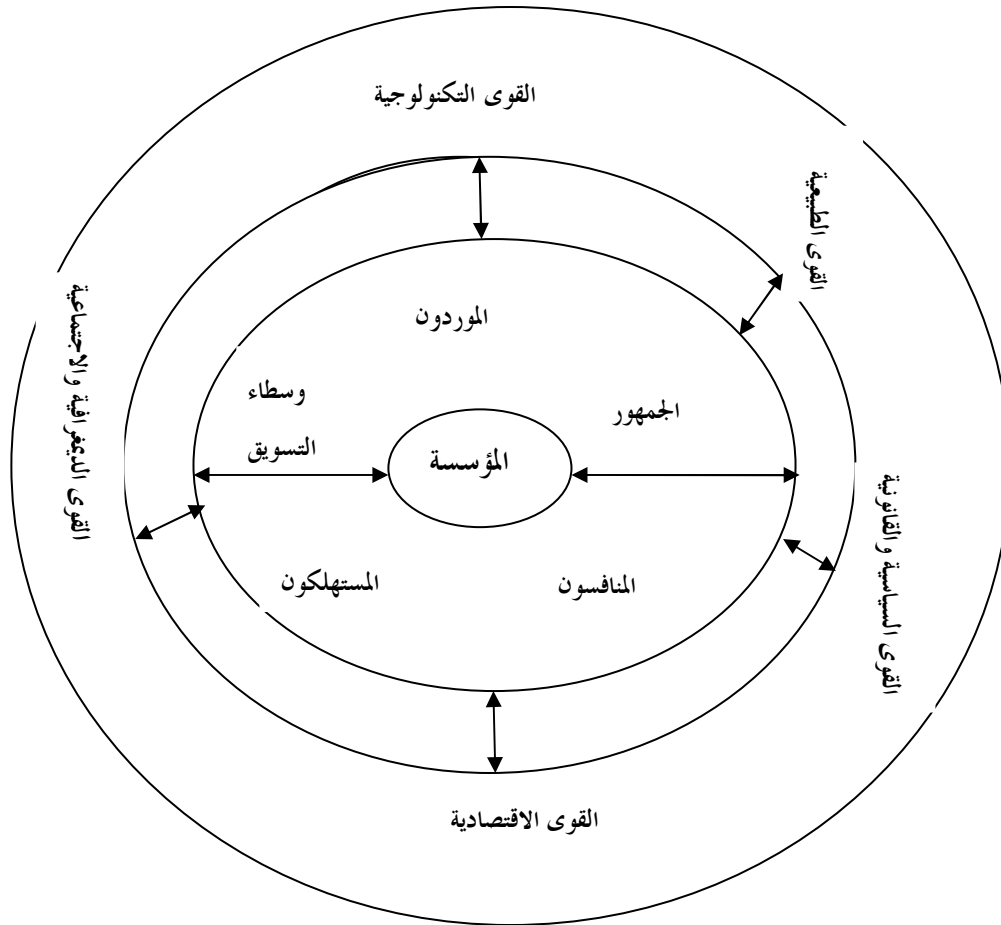 القوى التكنولوجية
القوى الطبيعية
الموردون
القوى الديمغرافية والاجتماعية
وسطاء
التسويق
الجمهور
المؤسسة
القوى السياسية والقانونية
المستهلكون
المنافسون
القوى الاقتصادية